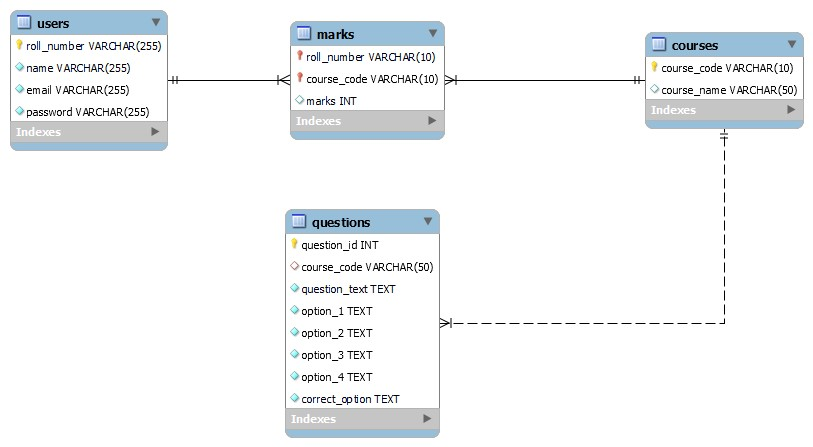 users
roll_number VARCHAR(255)
name VARCHAR(255)
email VARCHAR(255)
password VARCHAR(255)
Indexes
marks
roll_number VARCHAR(10)
course_code VARCHAR(10)
marks INT
Indexes
courses
course_code VARCHAR(10)
course_name VARCHAR(50)
Indexes
questions
question_id INT
course_code VARCHAR(50)
question_text TEXT
option_1 TEXT
option_2 TEXT
option_3 TEXT
option_4 TEXT
correct_option TEXT
Indexes